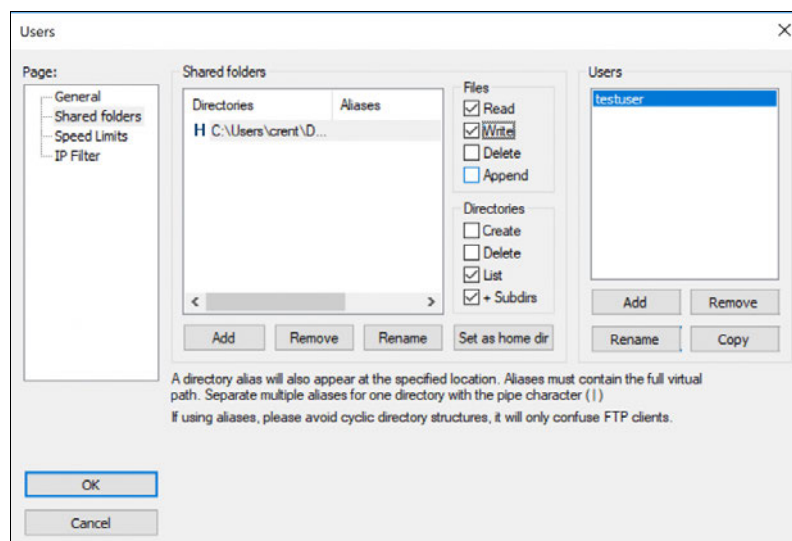 Users
Page:
General
Shared folders
Speed Limits
IP Filter
Shared folders
Directories Aliases
H C:\Users\crent\D...
Files
Read
Write
Delete
Append
Directories
Create
Delete
List
+ Subdirs
Add Remove Rename Set as home dir
Users
testuser
Add Remove
Rename Copy
A directory alias will also appear at the specified location. Aliases must contain the full virtual
path. Separate multiple aliases for one directory with the pipe character (|)
If using aliases, please avoid cyclic directory structures, it will only confuse FTP clients.
OK
Cancel